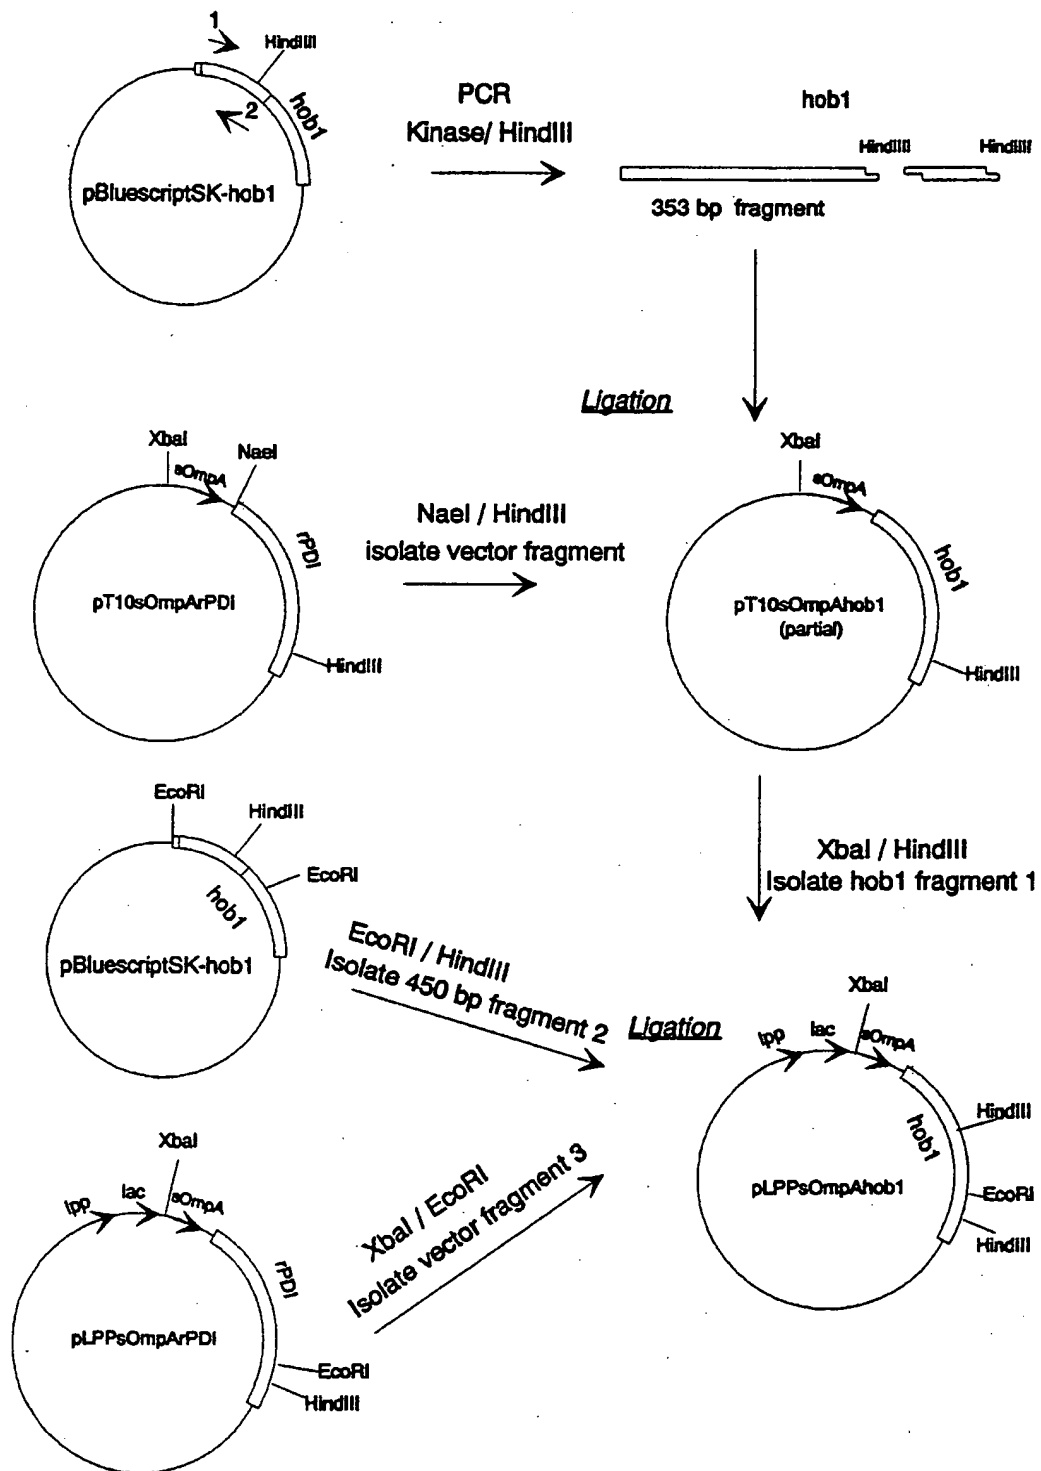 1
HindIII
hob1
2
pBluescriptSK-hob1
PCR
Kinase/ HindIII
hob1
HindIII
HindIII
353 bp fragment
Ligation
XbaI
sOmpA
NaeI
rPDI
pT10sOmpArPDI
HindIII
NaeI / HindIII
isolate vector fragment
XbaI
sOmpA
hob1
pT10sOmpAhob1
(partial)
HindIII
EcoRI
HindIII
EcoRI
hob1
pBluescriptSK-hob1
EcoRI / HindIII
Isolate 450 bp fragment 2
XbaI / HindIII
Isolate hob1 fragment 1
Ligation
XbaI
lpp
lac
sOmpA
rPDI
pLPPsOmpArPDI
EcoRI
HindIII
XbaI / EcoRI
Isolate vector fragment 3
XbaI
lpp
lac
sOmpA
hob1
HindIII
pLPPsOmpAhob1
EcoRI
HindIII